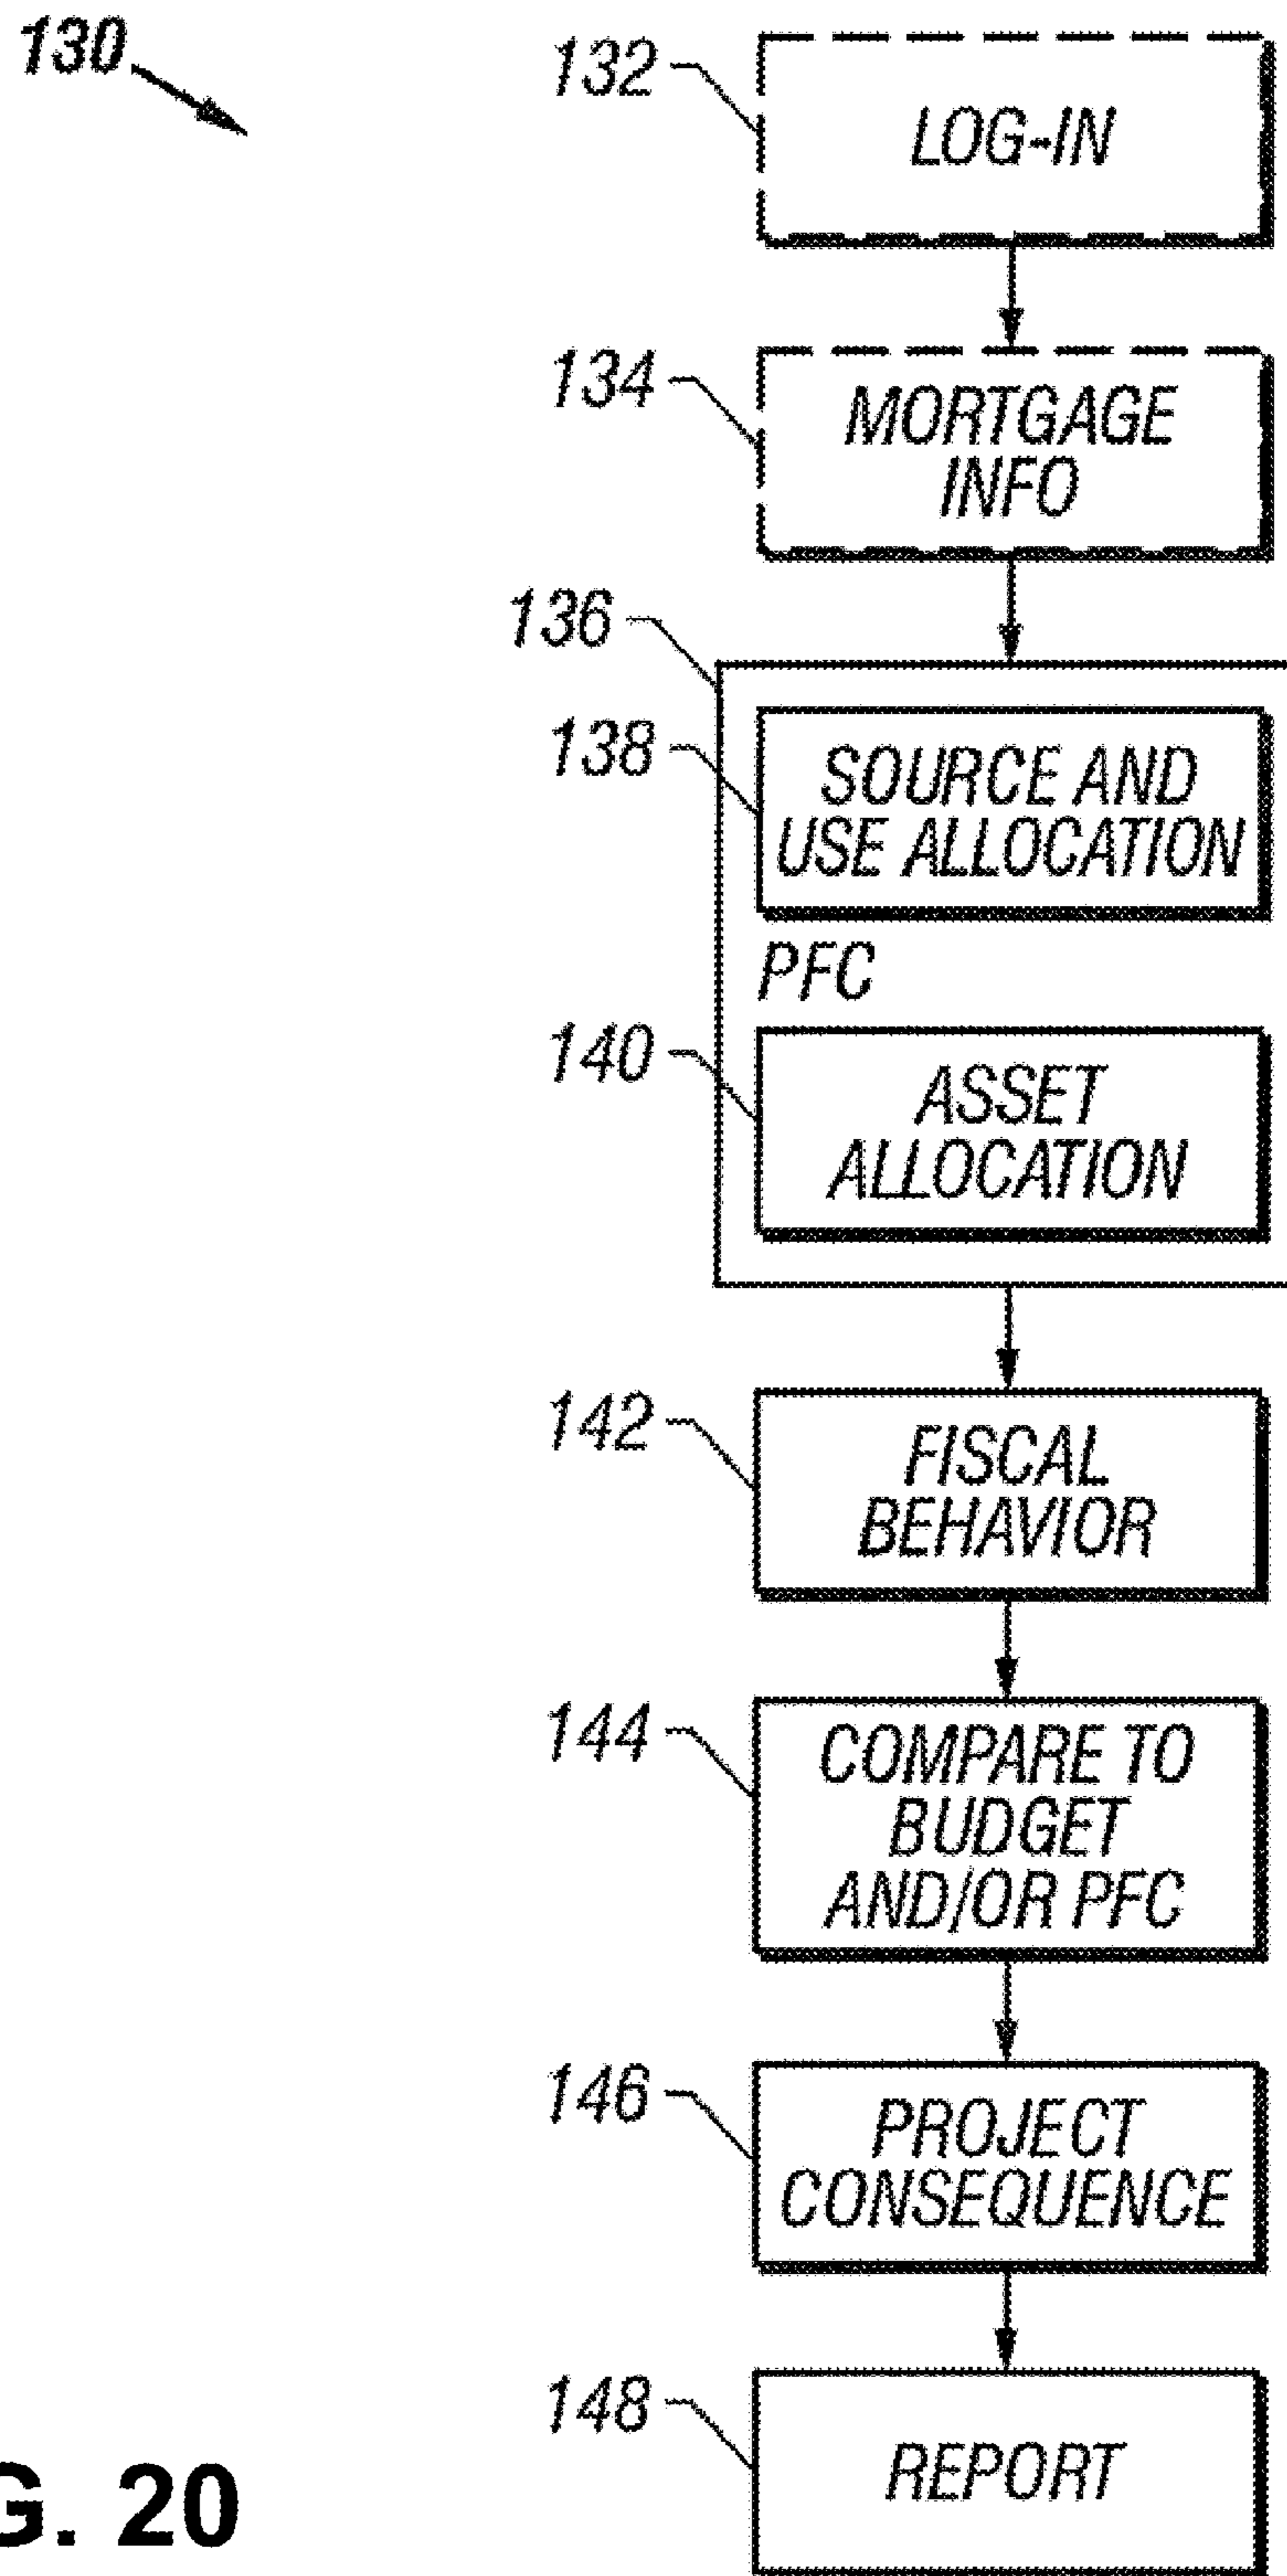 130
132
LOG-IN
134
MORTGAGE
INFO
136
138
SOURCE AND
USE ALLOCATION
PFC
140
ASSET
ALLOCATION
142
FISCAL
BEHAVIOR
144
COMPARE TO
BUDGET
AND/OR PFC
146
PROJECT
CONSEQUENCE
148
REPORT
G. 20